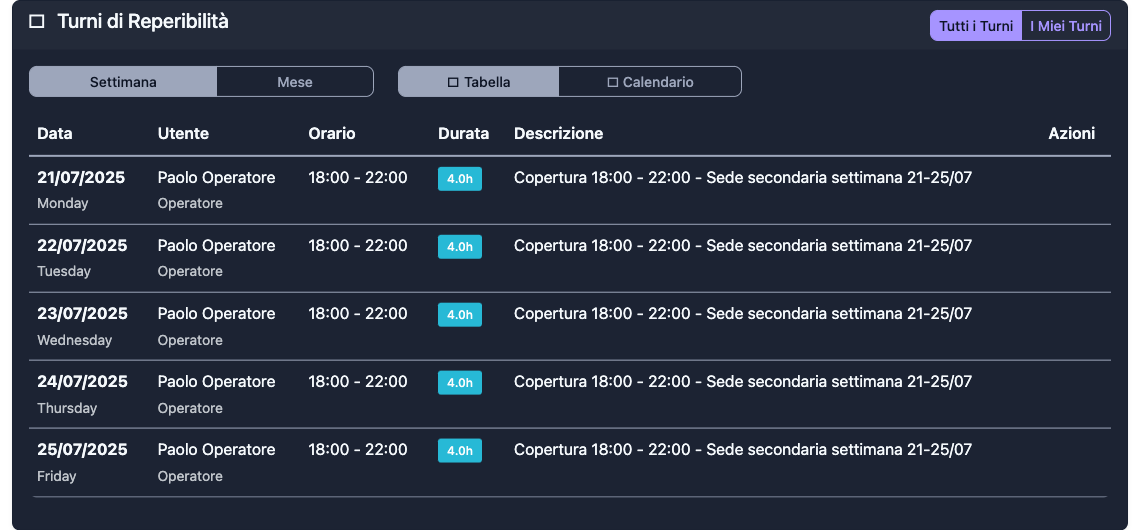 Turni di Reperibilità
Tutti i Turni I Miei Turni
Settimana Mese Tabella Calendario
Data Utente Orario Durata Descrizione Azioni
21/07/2025 Paolo Operatore 18:00 - 22:00 4.0h Copertura 18:00 - 22:00 - Sede secondaria settimana 21-25/07
Monday Operatore
22/07/2025 Paolo Operatore 18:00 - 22:00 4.0h Copertura 18:00 - 22:00 - Sede secondaria settimana 21-25/07
Tuesday Operatore
23/07/2025 Paolo Operatore 18:00 - 22:00 4.0h Copertura 18:00 - 22:00 - Sede secondaria settimana 21-25/07
Wednesday Operatore
24/07/2025 Paolo Operatore 18:00 - 22:00 4.0h Copertura 18:00 - 22:00 - Sede secondaria settimana 21-25/07
Thursday Operatore
25/07/2025 Paolo Operatore 18:00 - 22:00 4.0h Copertura 18:00 - 22:00 - Sede secondaria settimana 21-25/07
Friday Operatore